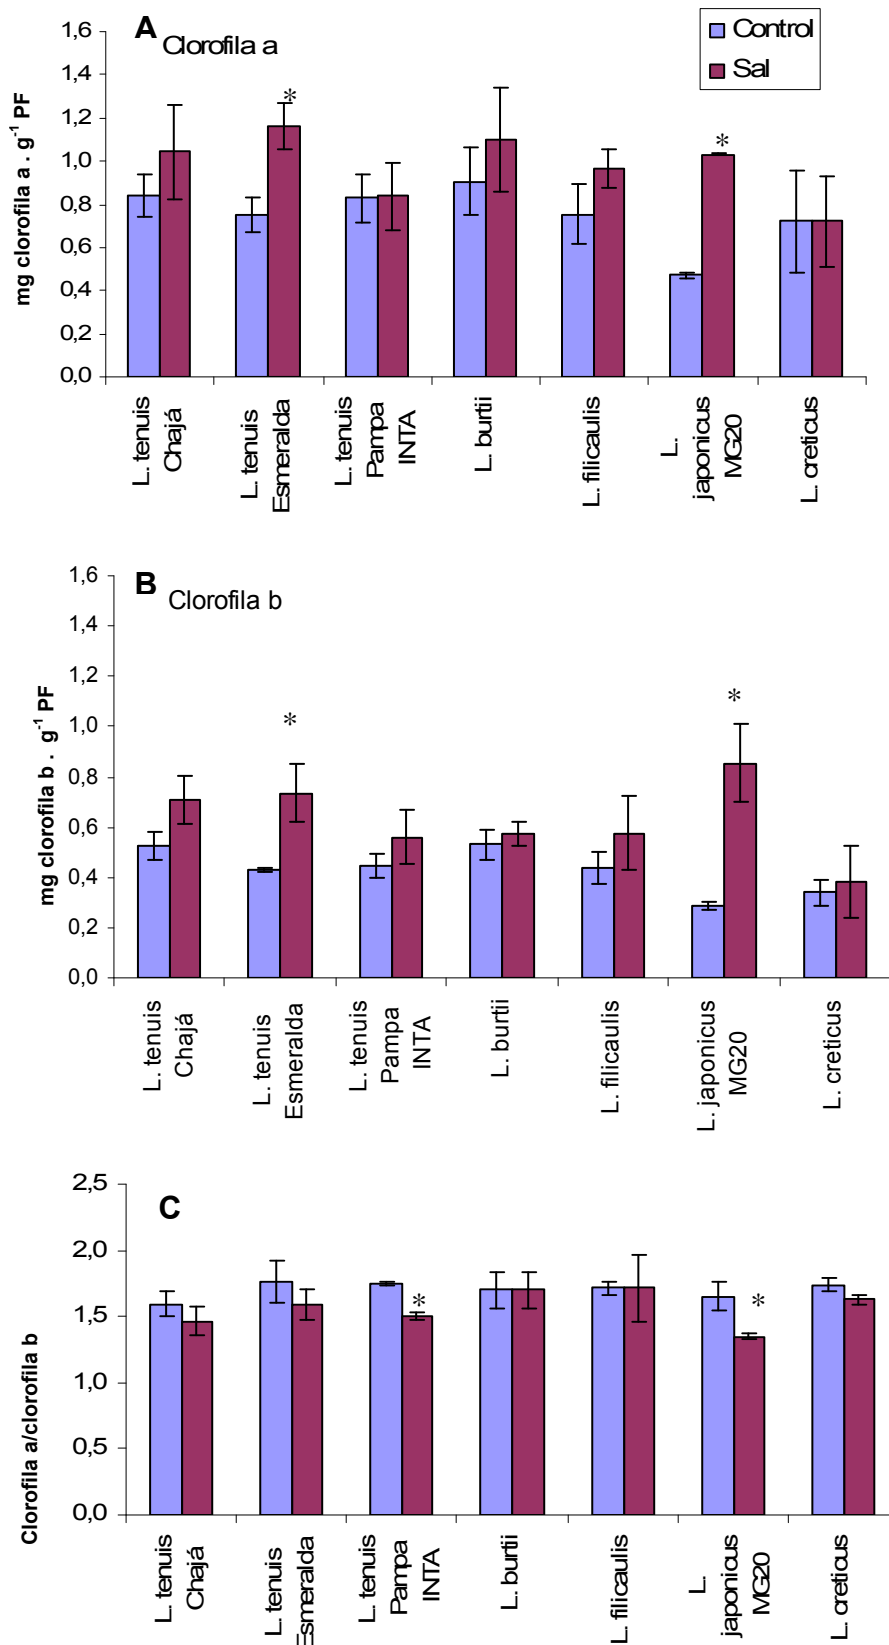 A Clorofila a
Control
Sal
mg clorofila a . g-1 PF
1,6
1,6
1,4
1,2
1,0
0,8
0,6
0,4
0,2
0,0
*
*
L. tenuis
Chajá
L. tenuis
Esmeralda
L. tenuis
Pampa
INTA
L. burtii
L. filicaulis
L.
japonicus
MG20
L. creticus
B Clorofila b
mg clorofila b . g-1 PF
1,6
1,4
1,2
1,0
0,8
0,6
0,4
0,2
0,0
*
*
L. tenuis
Chajá
L. tenuis
Esmeralda
L. tenuis
Pampa
INTA
L. burtii
L. filicaulis
L. japonicus
MG20
L. creticus
C
Clorofila a/clorofila b
2,5
2,0
1,5
1,0
0,5
0,0
*
*
L. tenuis
Chajá
L. tenuis
Esmeralda
L. tenuis
Pampa
INTA
L. burtii
L. filicaulis
L.
japonicus
MG20
L. creticus